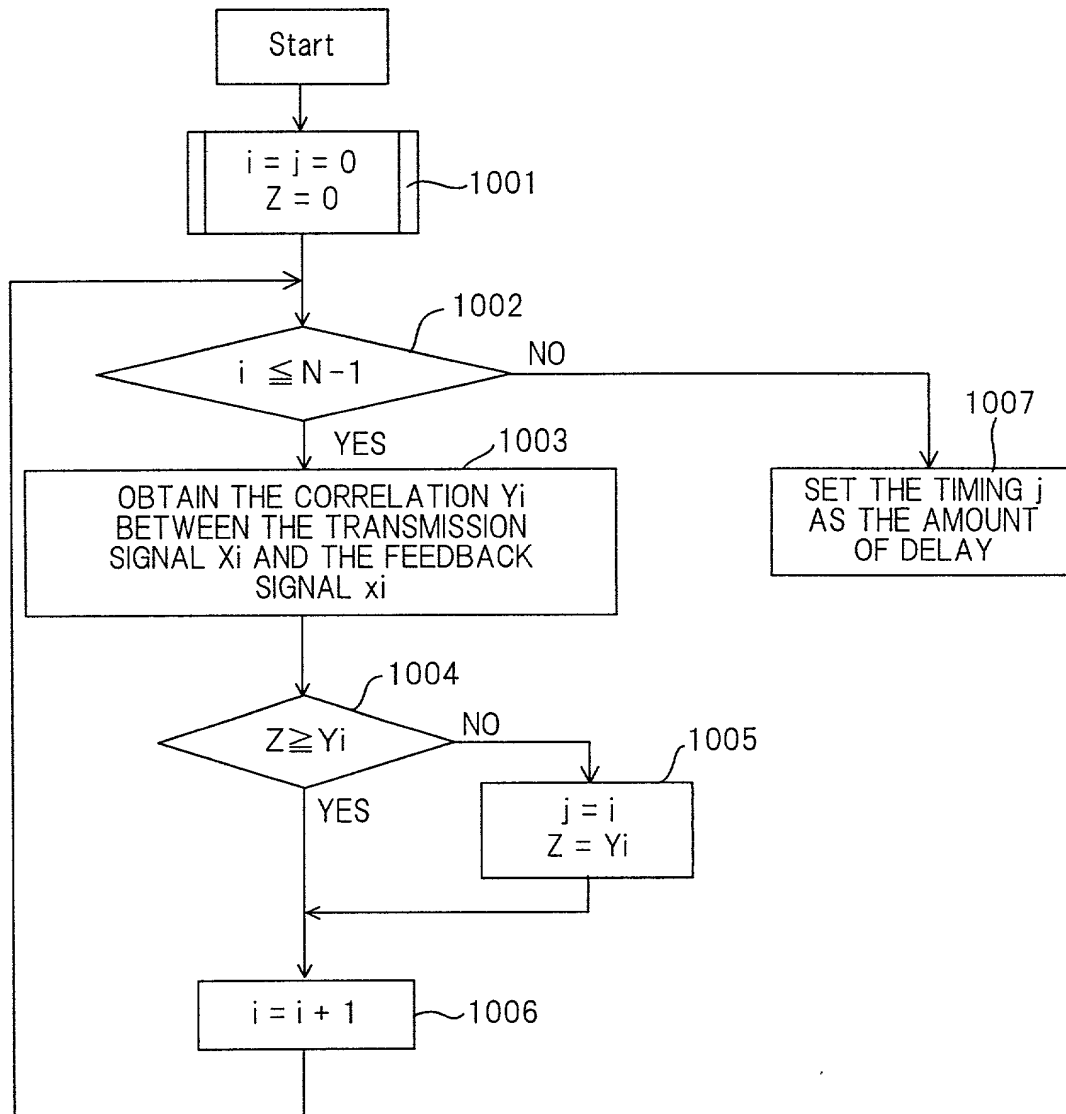 Start
i = j = 0
Z = 0
1001
1002
i ≦ N-1
NO
YES
1003
1007
OBTAIN THE CORRELATION Yi
BETWEEN THE TRANSMISSION
SIGNAL Xi AND THE FEEDBACK
SIGNAL xi
SET THE TIMING j
AS THE AMOUNT
OF DELAY
1004
Z≧Yi
NO
YES
1005
j = i
Z = Yi
i = i + 1
1006